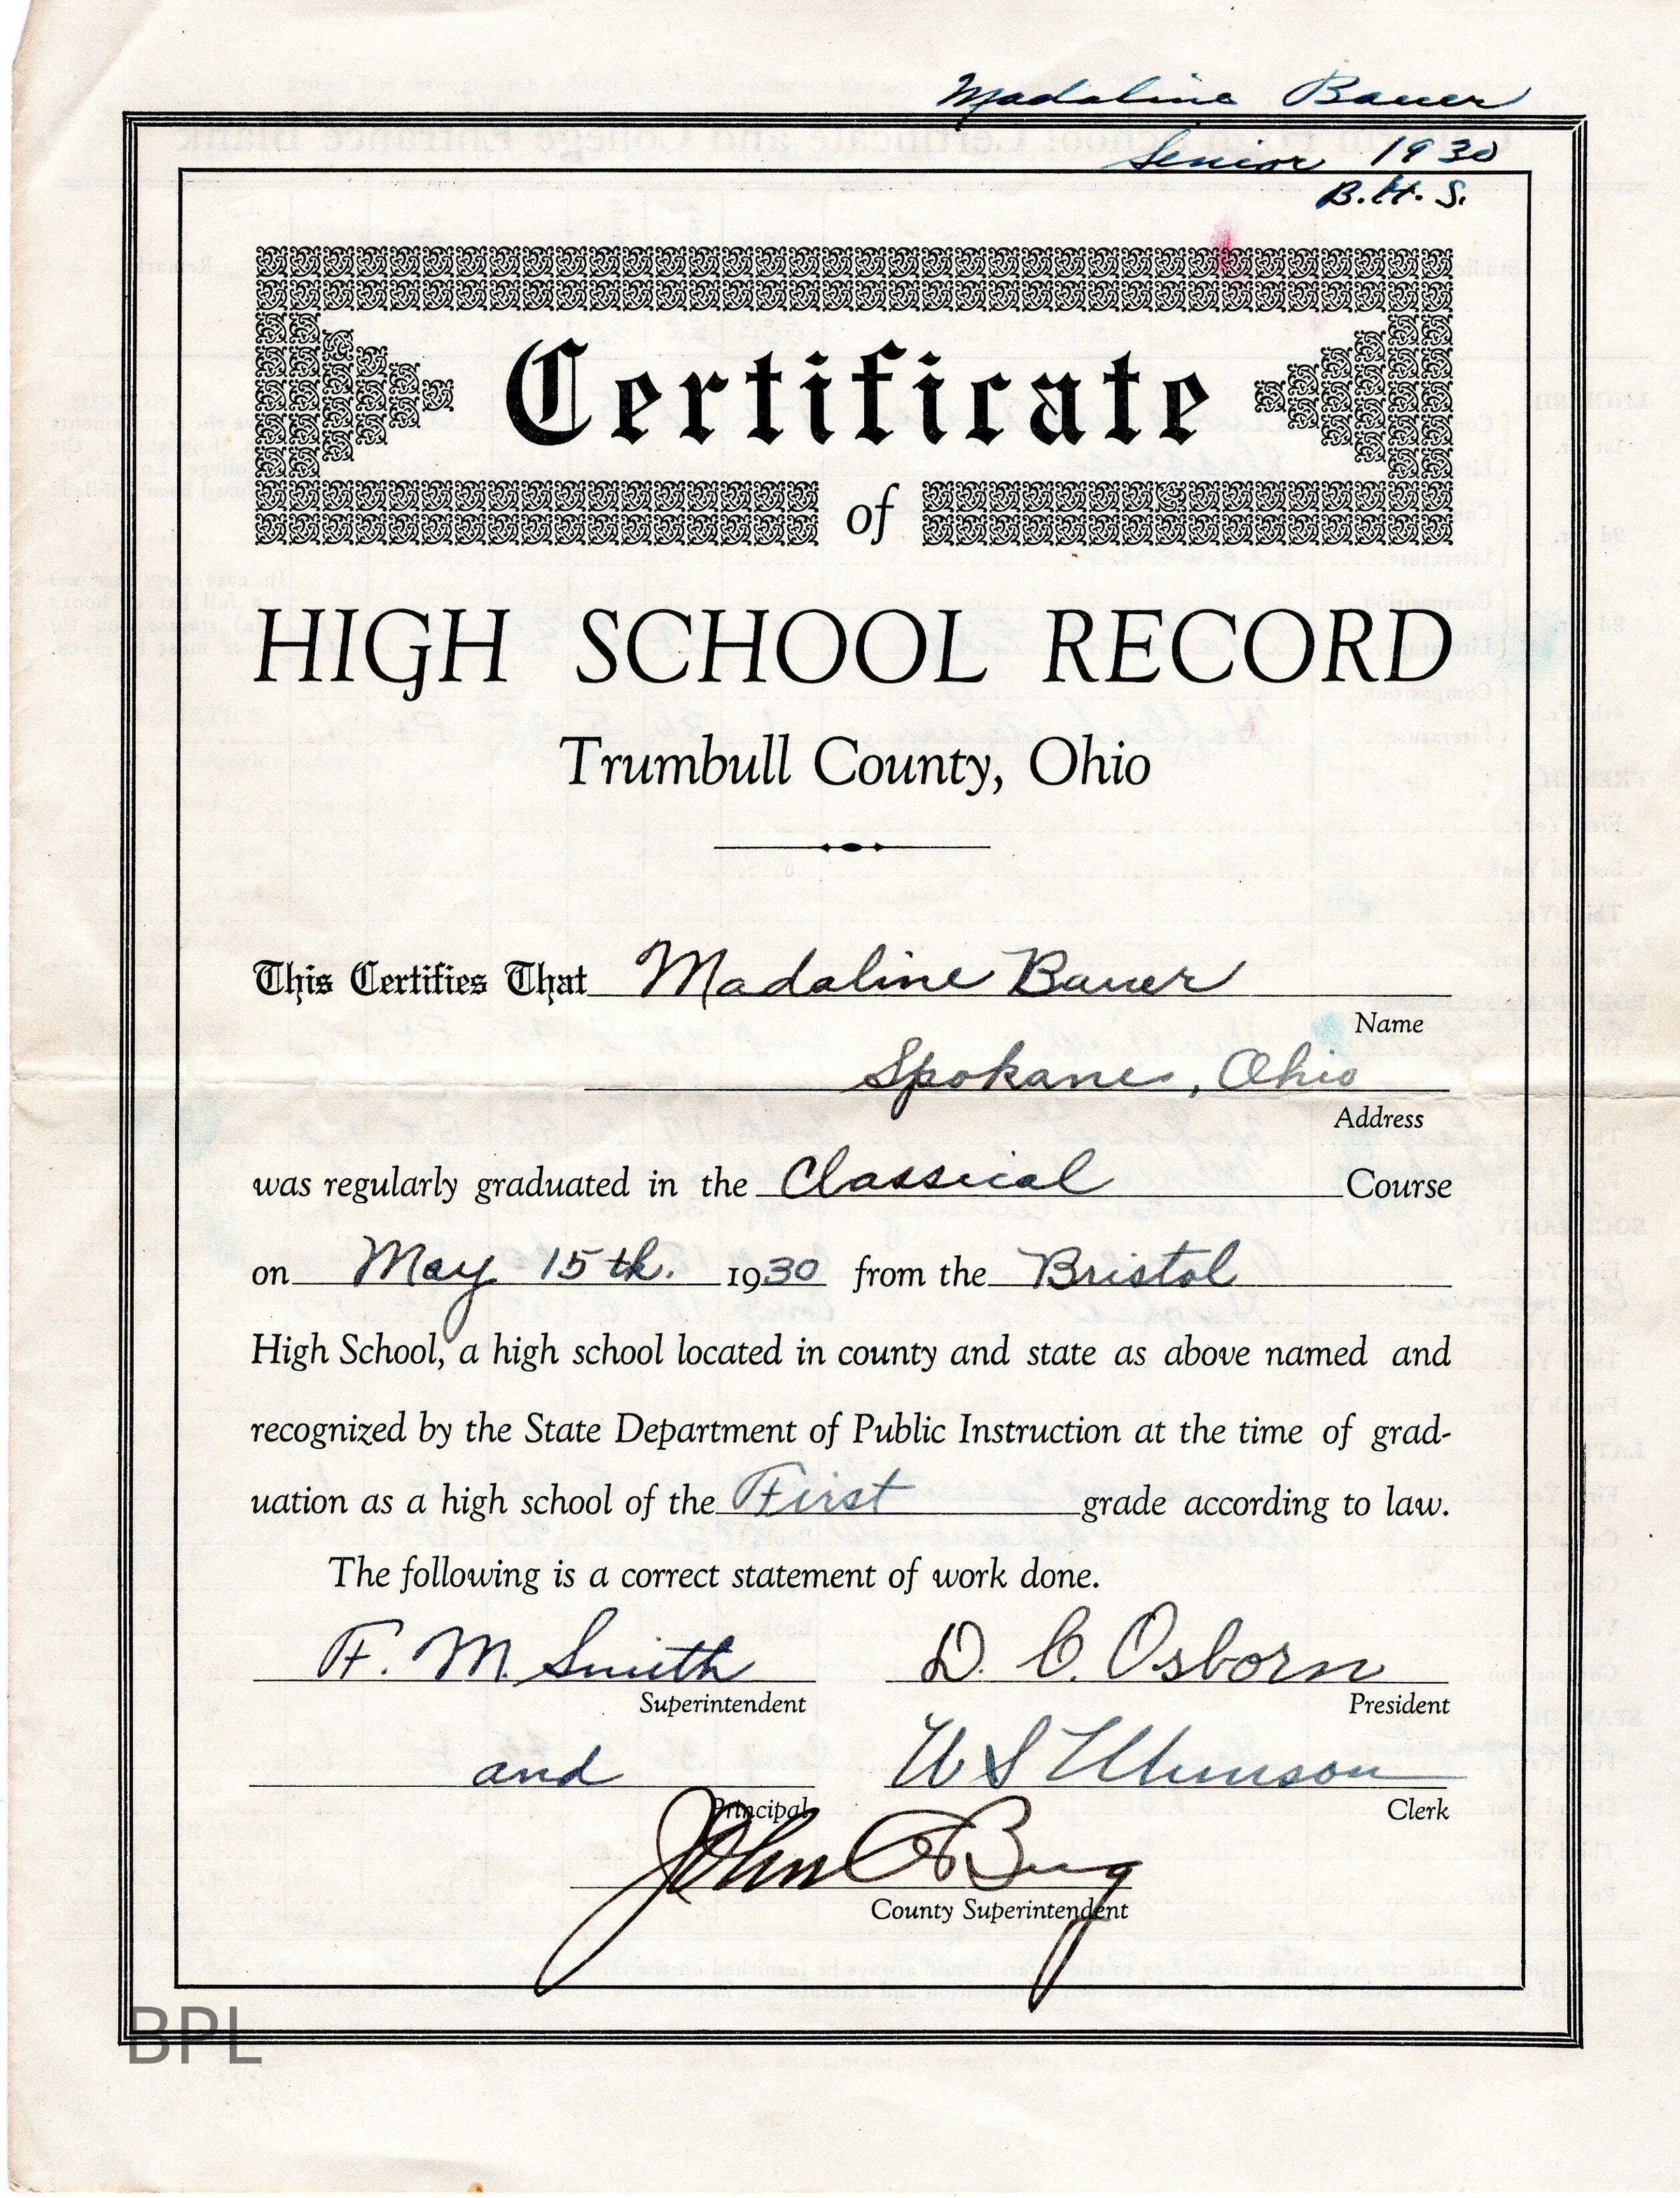 Madaline Bauer
Senior 1930
B.H.S.
Certificate
of
HIGH SCHOOL RECORD
Trumbull County, Ohio
This Certifies That Madaline Bauer
Name
Spokane, Ohio
Address
was regularly graduated in the Classical Course
on May 15th. 1930 from the Bristol
High School, a high school located in county and state as above named and
recognized by the State Department of Public Instruction at the time of grad-
uation as a high school of the First grade according to law.
The following is a correct statement of work done.
F. M. Smith D. C. Osborn
Superintendent President
and W S
Principal Clerk
John
County Superintendent
BPL